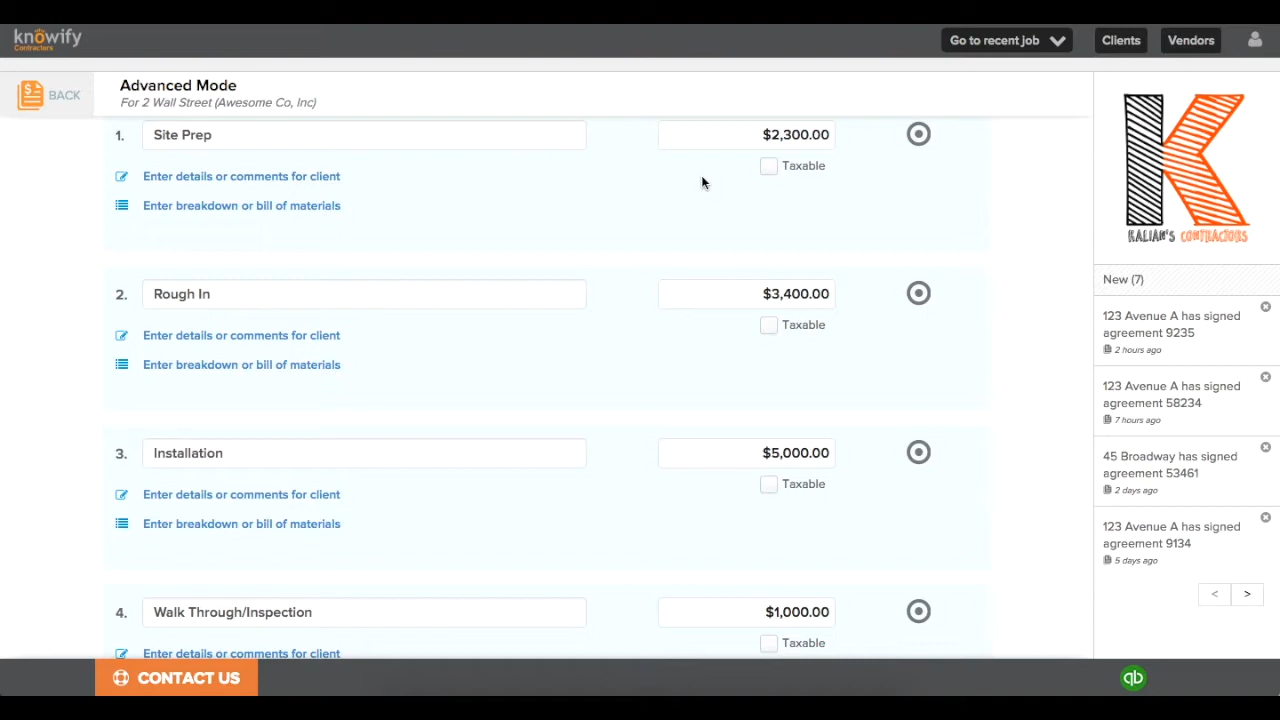 knowify
Contractors
Go to recent job
Clients
Vendors
BACK
Advanced Mode
For 2 Wall Street (Awesome Co, Inc)
1.
Site Prep
$2,300.00
Taxable
Enter details or comments for client
Enter breakdown or bill of materials
2.
Rough In
$3,400.00
Taxable
Enter details or comments for client
Enter breakdown or bill of materials
3.
Installation
$5,000.00
Taxable
Enter details or comments for client
Enter breakdown or bill of materials
4.
Walk Through/Inspection
$1,000.00
Taxable
Enter details or comments for client
K
KALIAN'S CONTRACTORS
New (7)
123 Avenue A has signed
agreement 9235
2 hours ago
123 Avenue A has signed
agreement 58234
7 hours ago
45 Broadway has signed
agreement 53461
2 days ago
123 Avenue A has signed
agreement 9134
5 days ago
< >
CONTACT US
qb